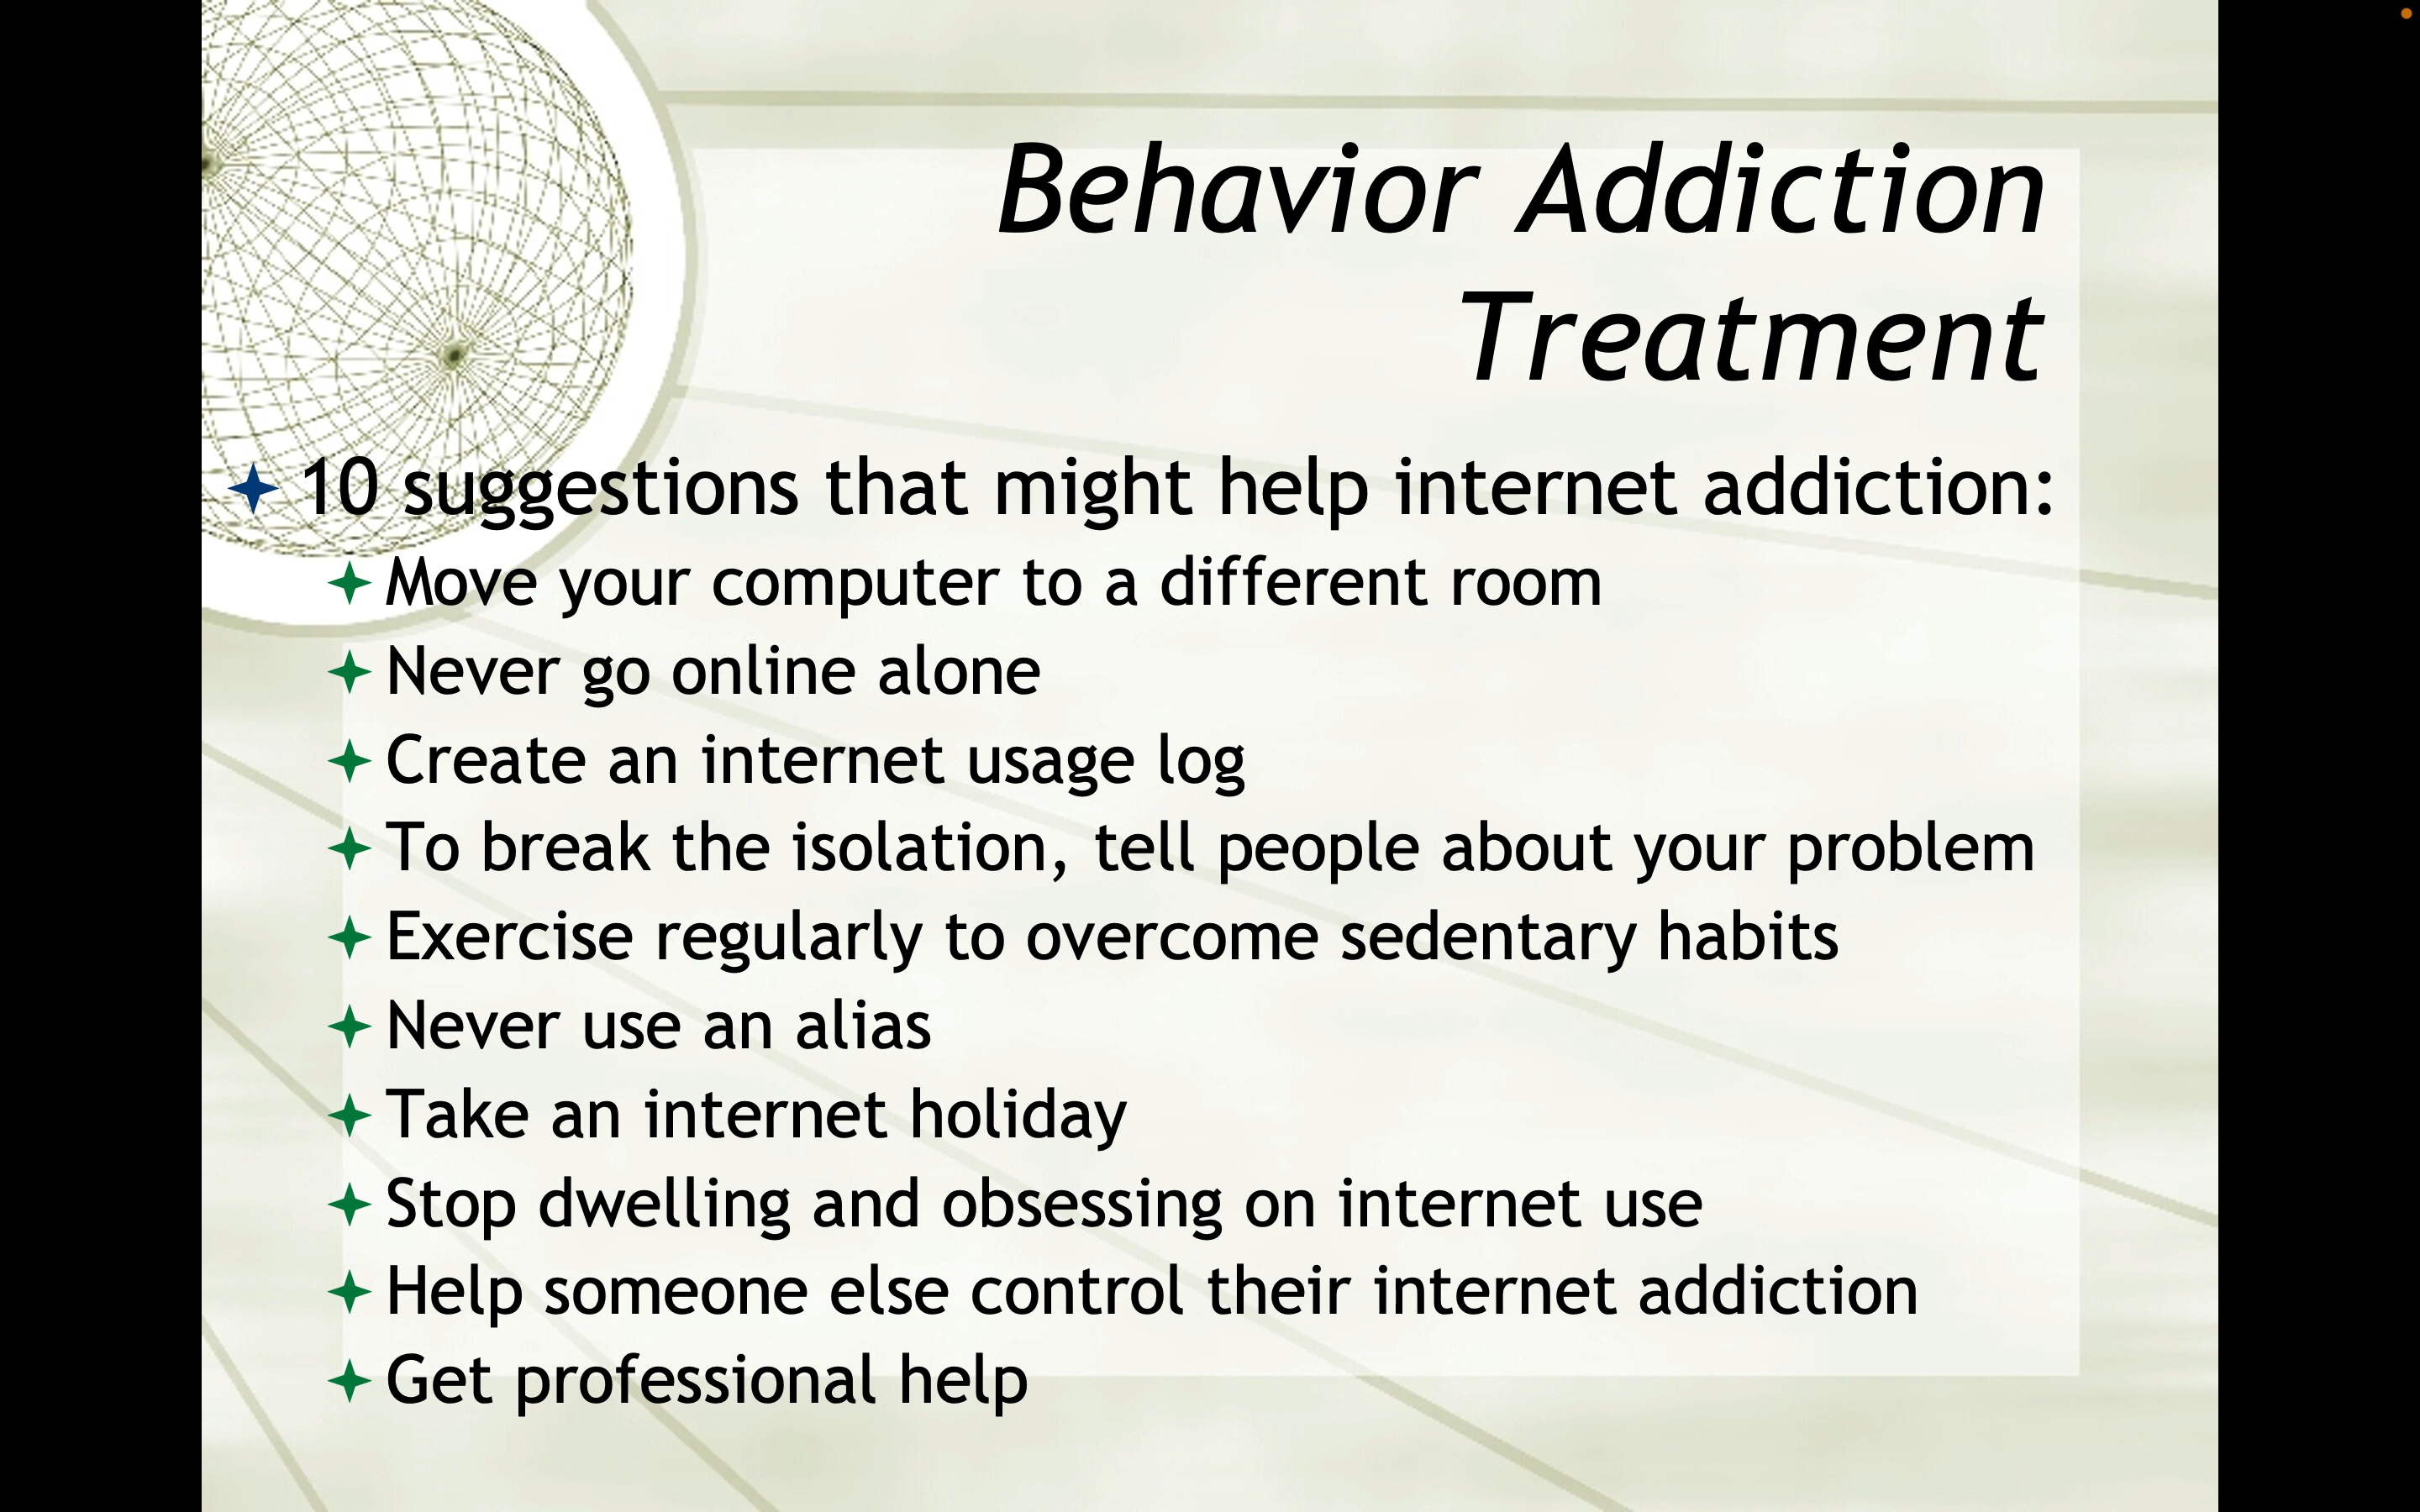 Behavior Addiction
Treatment
10 suggestions that might help internet addiction:
Move your computer to a different room
Never go online alone
Create an internet usage log
To break the isolation, tell people about your problem
Exercise regularly to overcome sedentary habits
Never use an alias
Take an internet holiday
Stop dwelling and obsessing on internet use
Help someone else control their internet addiction
Get professional help